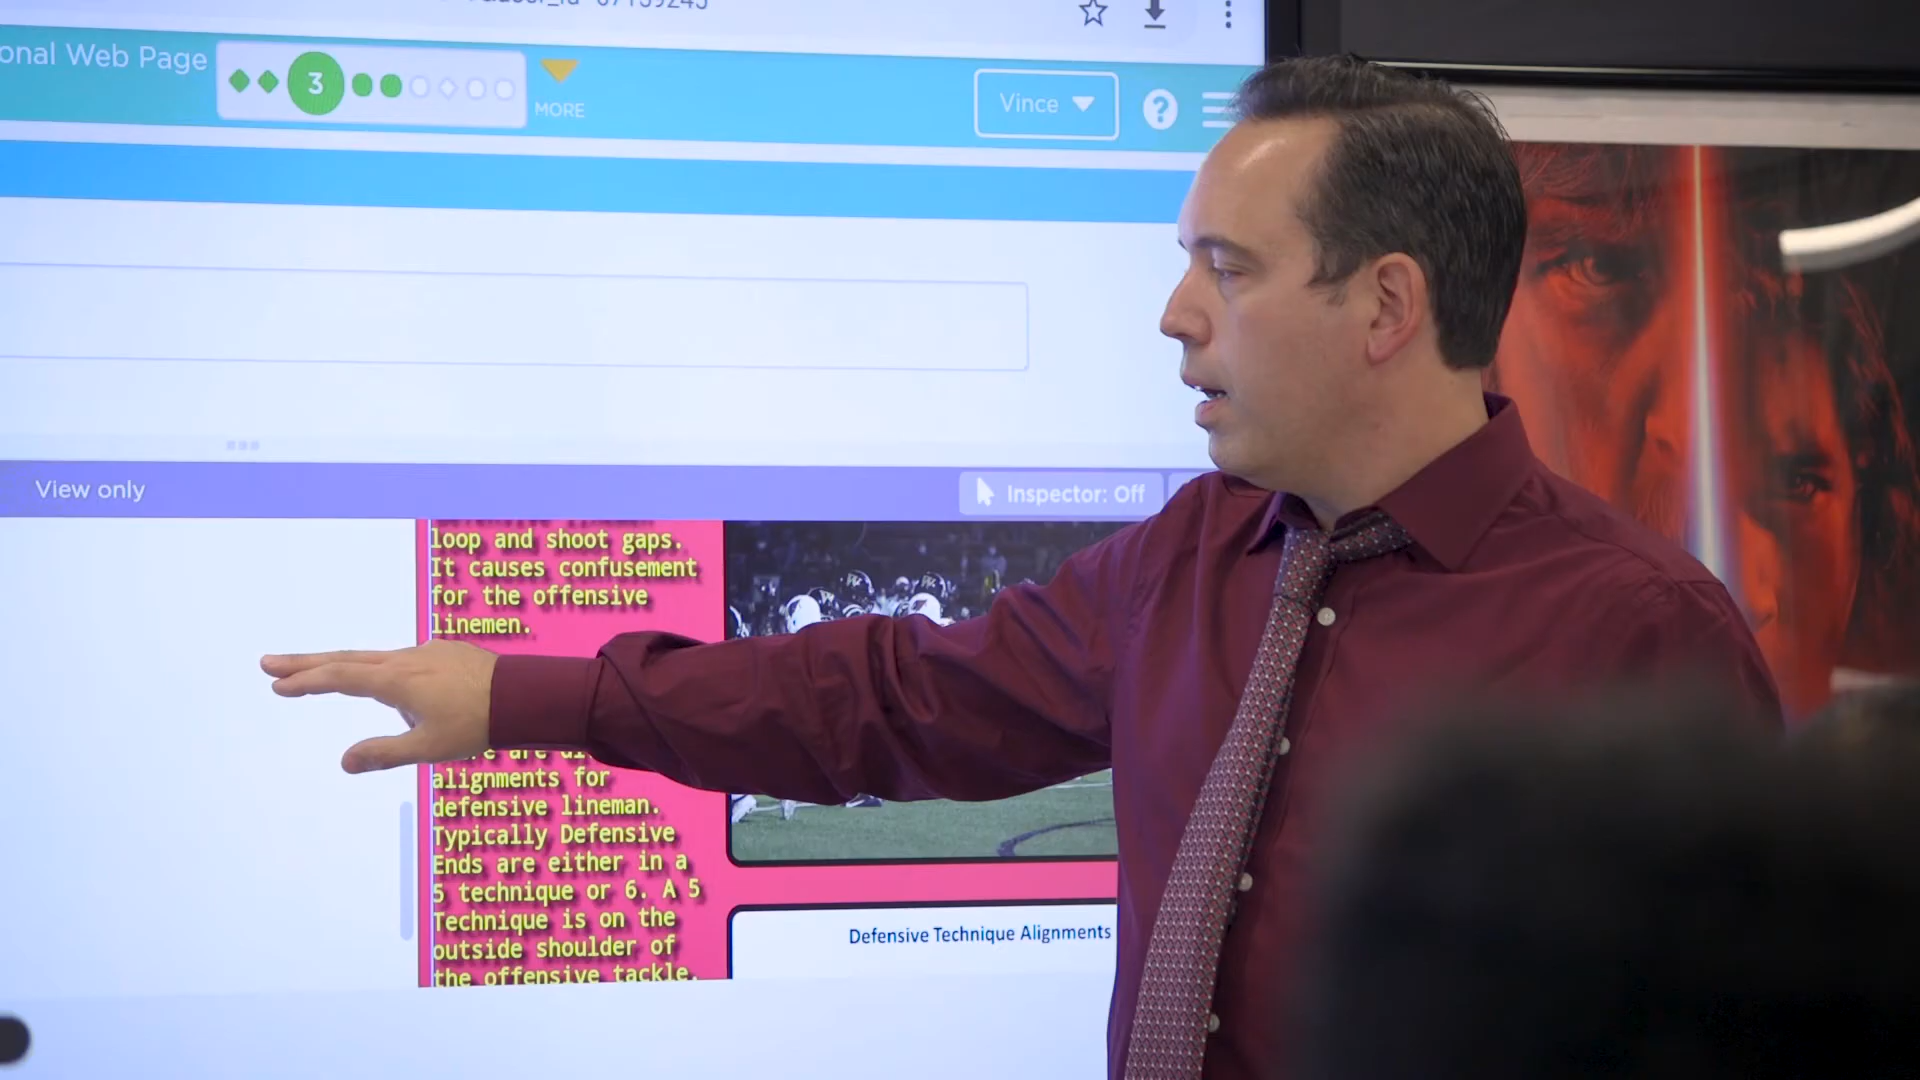 onal Web Page
3
MORE
Vince
?
View only
Inspector: Off
loop and shoot gaps.
It causes confusement
for the offensive
linemen.
are
alignments for
defensive lineman.
Typically Defensive
Ends are either in a
5 technique or 6. A 5
Technique is on the
outside shoulder of
the offensive tackle.
Defensive Technique Alignments